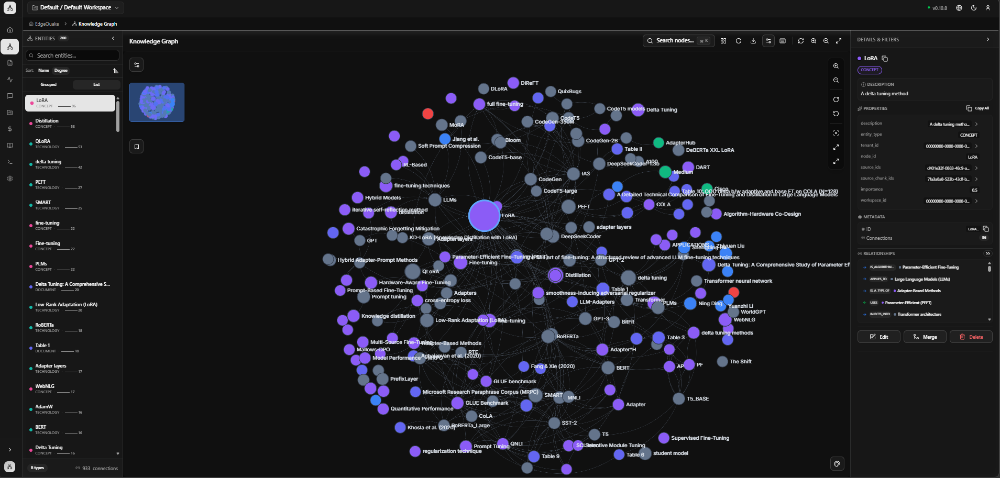 Default / Default Workspace
v0.10.8
EdgeQuake
Knowledge Graph
ENTITIES 200
Search entities...
Sort: Name Degree
Grouped List
LoRA
CONCEPT 96
Distillation
CONCEPT 58
QLoRA
TECHNOLOGY 53
delta tuning
TECHNOLOGY 42
PEFT
TECHNOLOGY 27
SMART
TECHNOLOGY 25
fine-tuning
CONCEPT 22
Fine-tuning
CONCEPT 22
PLMs
CONCEPT 22
Delta Tuning: A Comprehensive S...
DOCUMENT 20
Low-Rank Adaptation (LoRA)
TECHNOLOGY 20
RoBERTa
TECHNOLOGY 18
Table 1
DOCUMENT 18
Adapter layers
TECHNOLOGY 17
WebNLG
CONCEPT 17
AdamW
TECHNOLOGY 16
BERT
TECHNOLOGY 16
Delta Tuning
CONCEPT 16
8 types
933 connections
Knowledge Graph
Search nodes... ⌘ K
DiReFT
DLoRA
QuixBugs
full fine-tuning
CodeT5 models
Delta Tuning
CodeT5
CodeGen-350M
MoRA
Jiang et al.
Bloom
CodeGen-2B
AdapterHub
Soft Prompt Compression
Table II
DeBERTa XXL LoRA
CodeT5-base
A100
RL-Based
DeepSeekCoder-1.3b
DART
Medium
IA3
CodeGen
fine-tuning techniques
Cisco
CodeT5-large
Table 10: OOD delta b/w adaptive and base FT on COLA (N=128)
A Detailed Technical Comparison of Fine-Tuning and Distillation in Large Language Models
Hybrid Models
LLMs
COLA
PEFT
iterative self-reflection method
distillation
LoRA
Algorithm-Hardware Co-Design
Catastrophic Forgetting Mitigation
adapter layers
KD-LoRA (Knowledge Distillation with LoRA)
Adapter layers
DeepSeekCoder
GPT
APPLICATIONS
Shengding Hu
Zhiyuan Liu
Hybrid Adapter-Prompt Methods
Parameter-Efficient Fine-Tuning (PEFT)
The fine art of fine-tuning: A structured review of advanced LLM fine-tuning techniques
GPT-2
Fine-tuning
Delta Tuning: A Comprehensive Study of Parameter Eff
QLoRA
Distillation
delta tuning
Hardware-Aware Fine-Tuning
Transformer neural network
Prompt-Based Fine-Tuning
Table 1
Adapters
smoothness-inducing adversarial regularizer
Prompt tuning
cross-entropy loss
LLM-Adapters
Transformer
PLMs
Ning Ding
Yuanzhi Li
WorldGPT
Knowledge distillation
Low-Rank Adaptation (LoRA)
fine-tuning
GPT-3
BitFit
WebNLG
RoBERTa
Table 3
delta tuning methods
Multi-Source Fine-Tuning
Adapter-Based Methods
Mallows-DPO
RTE
Adapter^H
Aghajanyan et al. (2020)
Model Performance
MRPO
The Shift
Fang & Xie (2020)
BERT
AP
PF
PrefixLayer
GLUE benchmark
Microsoft Research Paraphrase Corpus (MRPC)
SMART
MNLI
T5_BASE
GLUE Benchmark
Adapter
Quantitative Performance
CoLA
SST-2
Khosla et al. (2020)
RoBERTa_Large
T5
Supervised Fine-Tuning
Prompt Tuning
QNLI
Selective Module Tuning
regularization technique
Table 9
Table 6
student model
DETAILS & FILTERS
LoRA
CONCEPT
DESCRIPTION
A delta tuning method
PROPERTIES Copy All
description A delta tuning metho...
entity_type CONCEPT
tenant_id 00000000-0000-0000-0...
node_id LoRA
source_ids d401e32f-0883-48c9-a...
source_chunk_ids 7fa3a8a8-523b-43df-b...
importance 0.5
workspace_id 00000000-0000-0000-0...
METADATA
# ID LoRA...
Connections 96
RELATIONSHIPS 55
→ IS_ALGORITHM... Parameter-Efficient Fine-Tuning
→ APPLIES_TO Large Language Models (LLMs)
→ IS_A_TYPE_OF Adapter-Based Methods
← USES Parameter-Efficient (PEFT)
→ INJECTS_INTO Transformer architecture
Edit
Merge
Delete